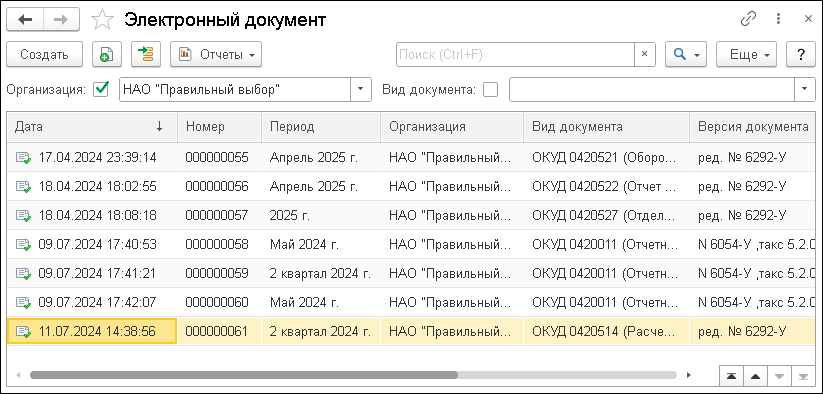 Электронный документ
Создать Отчеты Поиск (Ctrl+F) × Еще ?
Организация: НАО "Правильный выбор" Вид документа:
Дата ↓ Номер Период Организация Вид документа Версия документа
17.04.2024 23:39:14 000000055 Апрель 2025 г. НАО "Правильный... ОКУД 0420521 (Оборо... ред. № 6292-У
18.04.2024 18:02:55 000000056 Апрель 2025 г. НАО "Правильный... ОКУД 0420522 (Отчет ... ред. № 6292-У
18.04.2024 18:08:18 000000057 2025 г. НАО "Правильный... ОКУД 0420527 (Отдел... ред. № 6292-У
09.07.2024 17:40:53 000000058 Май 2024 г. НАО "Правильный... ОКУД 0420011 (Отчетн... N 6054-У ,такс 5.2.0
09.07.2024 17:41:21 000000059 2 квартал 2024 г. НАО "Правильный... ОКУД 0420011 (Отчетн... N 6054-У ,такс 5.2.0
09.07.2024 17:42:07 000000060 Май 2024 г. НАО "Правильный... ОКУД 0420011 (Отчетн... N 6054-У ,такс 5.2.0
11.07.2024 14:38:56 000000061 2 квартал 2024 г. НАО "Правильный... ОКУД 0420514 (Расче... ред. № 6292-У